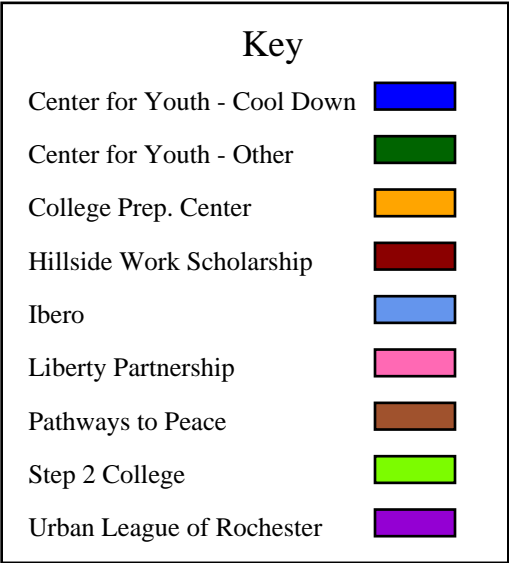 Key
Center for Youth - Cool Down
Center for Youth - Other
College Prep. Center
Hillside Work Scholarship
Ibero
Liberty Partnership
Pathways to Peace
Step 2 College
Urban League of Rochester